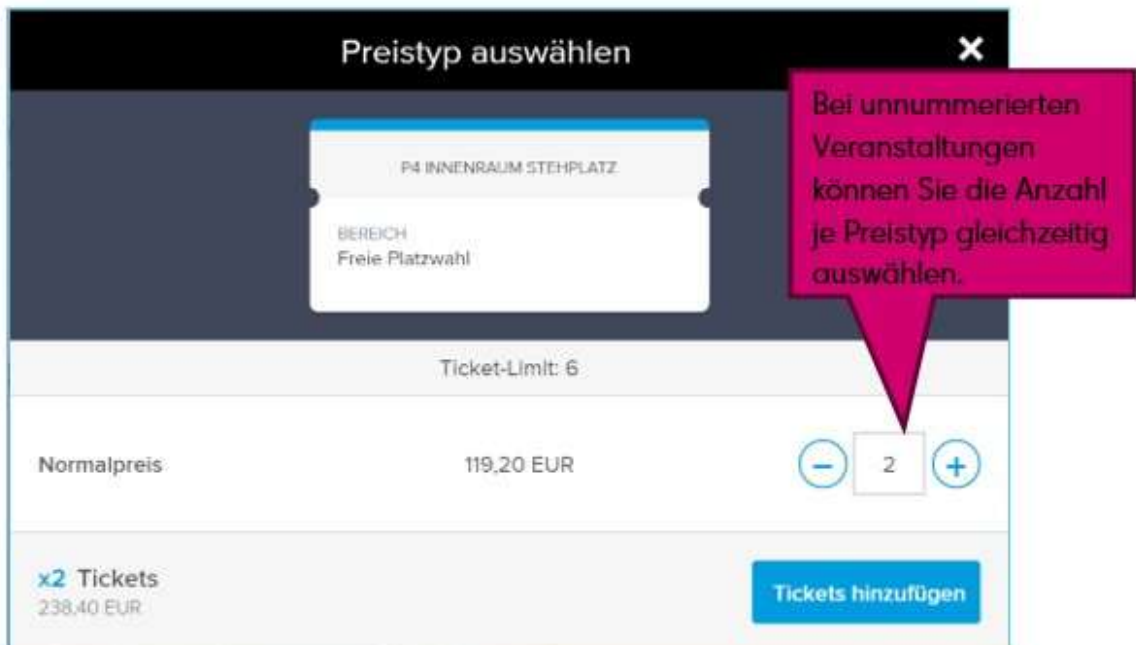 Preistyp auswählen
Bei unnummerierten
Veranstaltungen
können Sie die Anzahl
je Preistyp gleichzeitig
auswählen.
P4 INNENRAUM STEHPLATZ
BEREICH
Freie Platzwahl
Ticket-Limit: 6
Normalpreis 119,20 EUR 2
x2 Tickets
238,40 EUR
Tickets hinzufügen